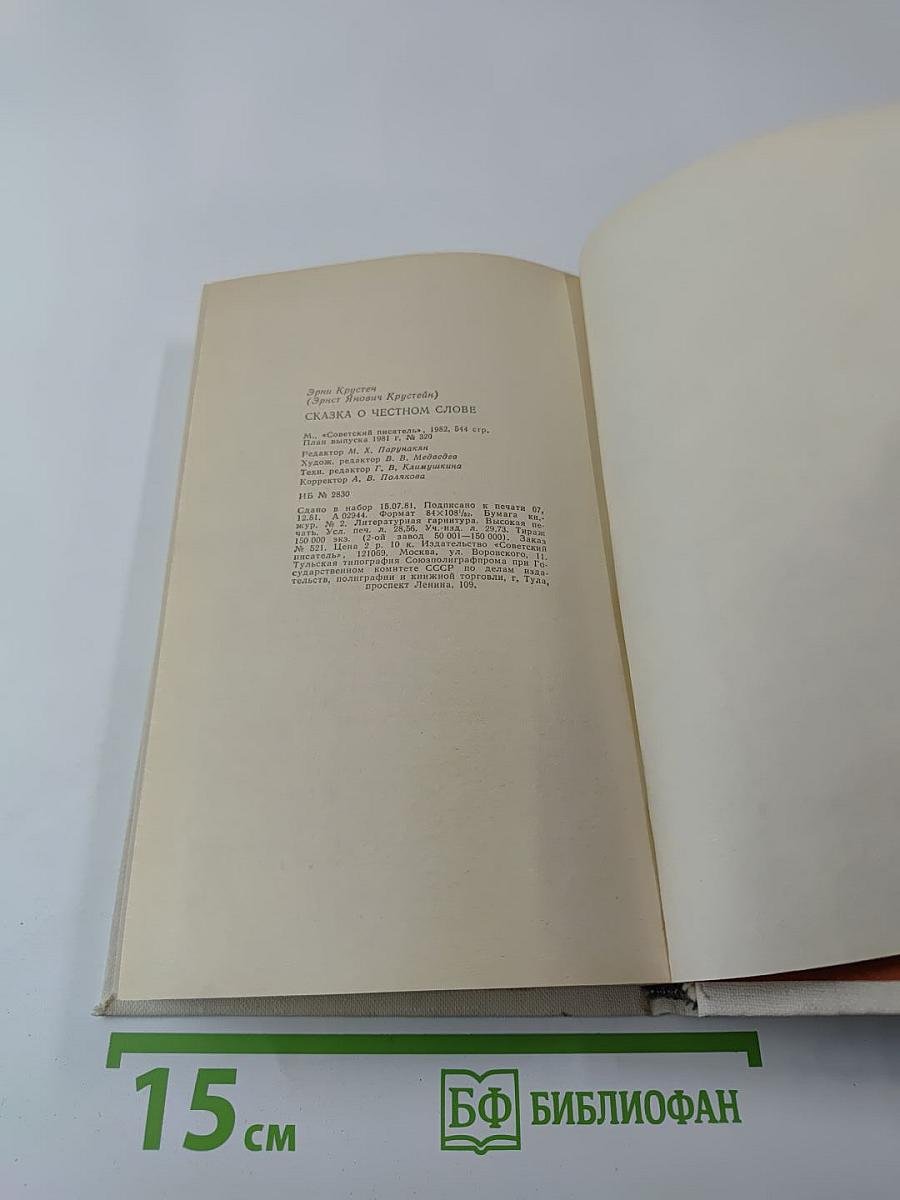 Эрни Крустен
(Эрнст Янович Крустейн)
СКАЗКА О ЧЕСТНОМ СЛОВЕ
М., «Советский писатель», 1982, 544 стр.
План выпуска 1981 г. № 320
Редактор М. Х. Парунакян
Худож. редактор В. В. Медведев
Техн. редактор Г. В. Климушкина
Корректор А. В. Полякова
ИБ № 2830
Сдано в набор 15.07.81. Подписано к печати 07.
12.81. А 02944. Формат 84×108¹/₃₂. Бумага кн.-
жур. № 2. Литературная гарнитура. Высокая пе-
чать. Усл. печ. л. 28,56. Уч.-изд. л. 29,73. Тираж
150 000 экз. (2-ой завод 50 001—150 000). Заказ
№ 521. Цена 2 р. 10 к. Издательство «Советский
писатель», 121069, Москва, ул. Воровского, 11.
Тульская типография Союзполиграфпрома при Го-
сударственном комитете СССР по делам изда-
тельств, полиграфии и книжной торговли, г. Тула,
проспект Ленина, 109.
15 см
БФ БИБЛИОФАН